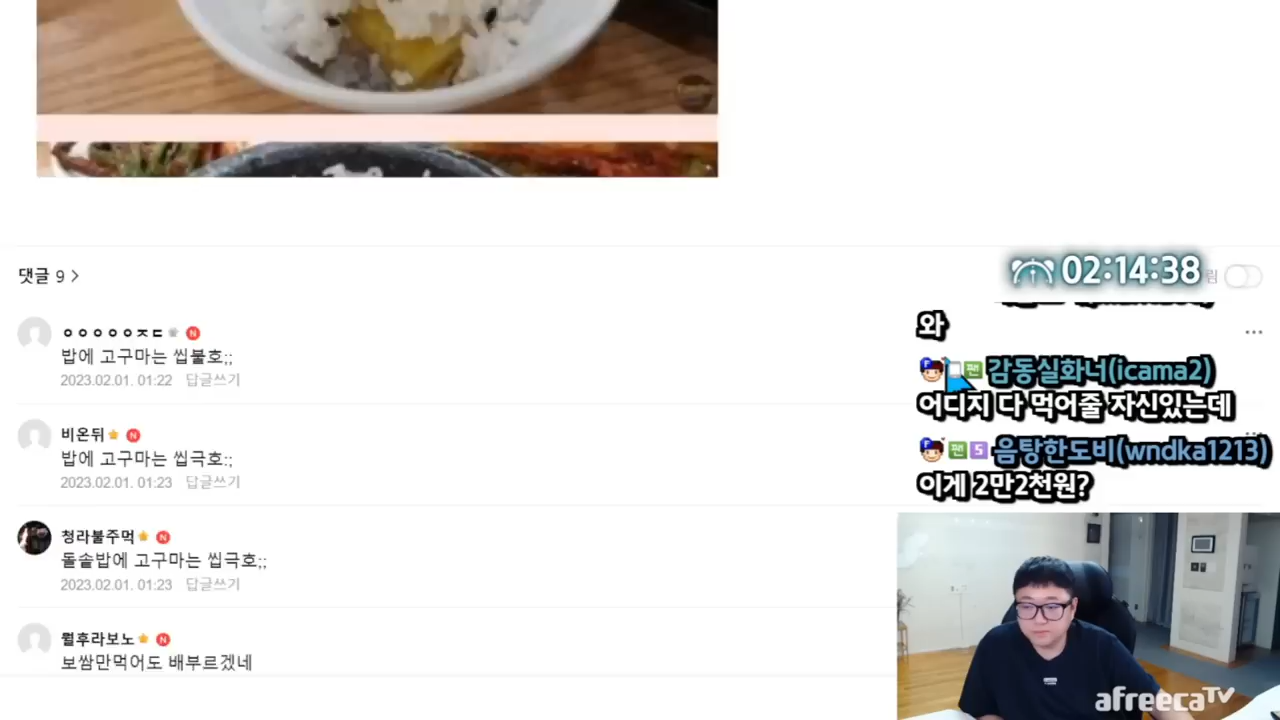 댓글 9
02:14:38
림
ㅇㅇㅇㅇㅇㅈㄷ N
밥에 고구마는 씹불호;;
2023.02.01. 01:22 답글쓰기
비온뒤 N
밥에 고구마는 씹극호:;
2023.02.01. 01:23 답글쓰기
청라불주먹 N
돌솥밥에 고구마는 씹극호;;
2023.02.01. 01:23 답글쓰기
뭘후라보노 N
보쌈만먹어도 배부르겠네
와
F 팬 감동실화너(icama2)
어디지 다 먹어줄 자신있는데
F 팬 5 음탕한도비(wndka1213)
이게 2만2천원?
afreecaTV